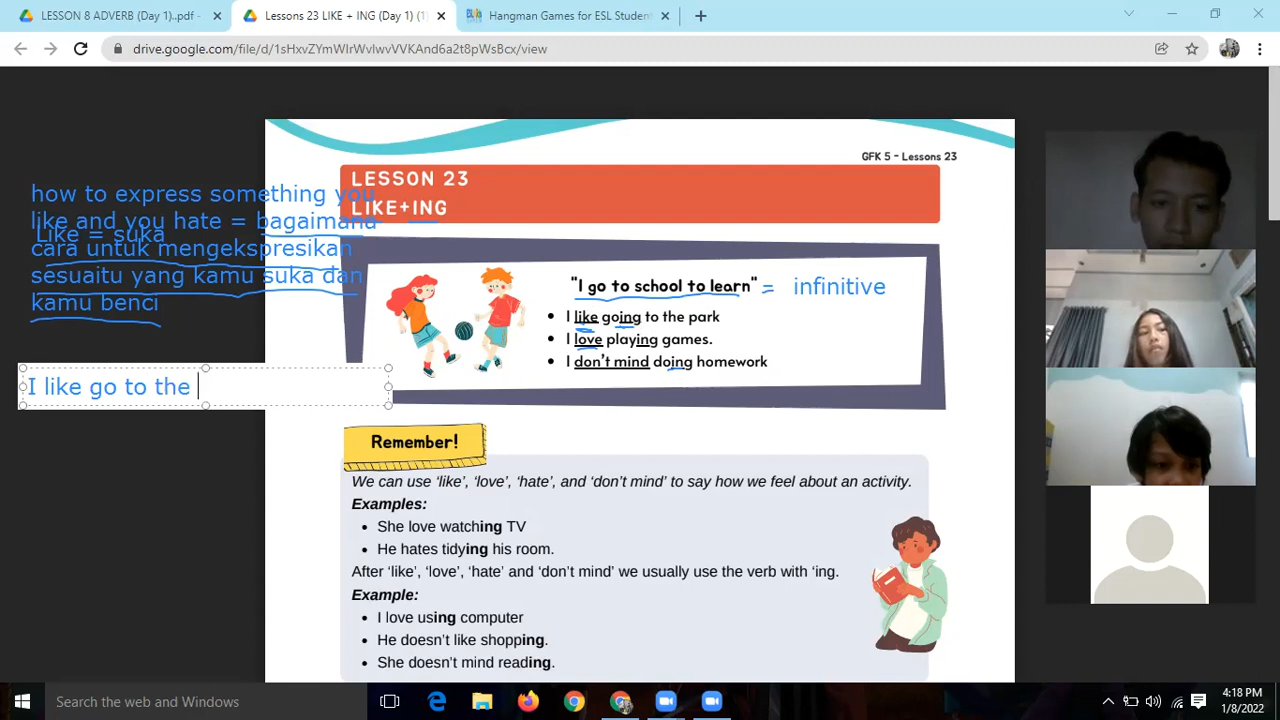 LESSON 8 ADVERB (Day 1)..pdf -
Lessons 23 LIKE + ING (Day 1) (1)
Hangman Games for ESL Student
drive.google.com/file/d/1sHxvZYmWIrWvIwvVVKAnd6a2t8pWsBcx/view
GFK 5 - Lessons 23
LESSON 23
LIKE+ING
how to express something you
like and you hate = bagaimana
Like = suka
cara untuk mengekspresikan
sesuaitu yang kamu suka dan
kamu benci
"I go to school to learn" = infinitive
I like going to the park
I love playing games.
I don't mind doing homework
I like go to the
Remember!
We can use 'like', 'love', 'hate', and 'don't mind' to say how we feel about an activity.
Examples:
She love watching TV
He hates tidying his room.
After 'like', 'love', 'hate' and 'don't mind' we usually use the verb with 'ing.
Example:
I love using computer
He doesn't like shopping.
She doesn't mind reading.
Search the web and Windows
4:18 PM
1/8/2022